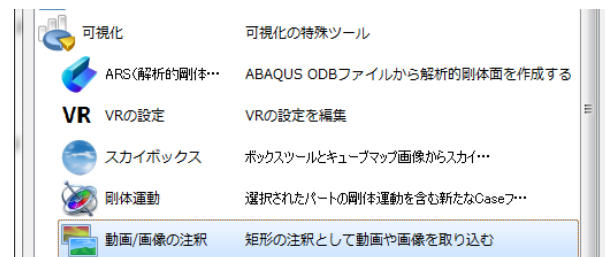 可視化 可視化の特殊ツール
ARS(解析的剛体… ABAQUS ODBファイルから解析的剛体面を作成する
VR VRの設定 VRの設定を編集
スカイボックス ボックスツールとキューブマップ画像からスカイ…
剛体運動 選択されたパートの剛体運動を含む新たなCaseフ…
動画/画像の注釈 矩形の注釈として動画や画像を取り込む